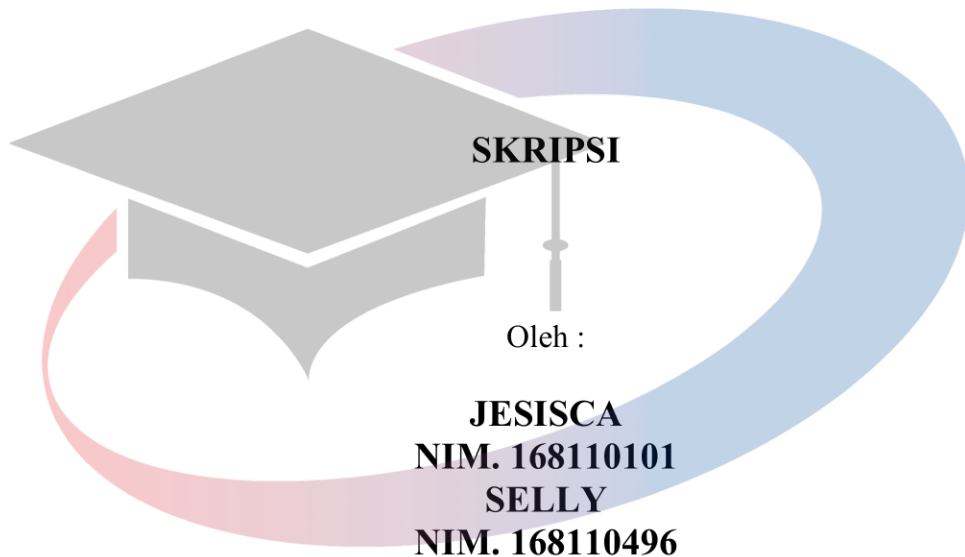 SKRIPSI
Oleh :
JESISCA
NIM. 168110101
SELLY
NIM. 168110496